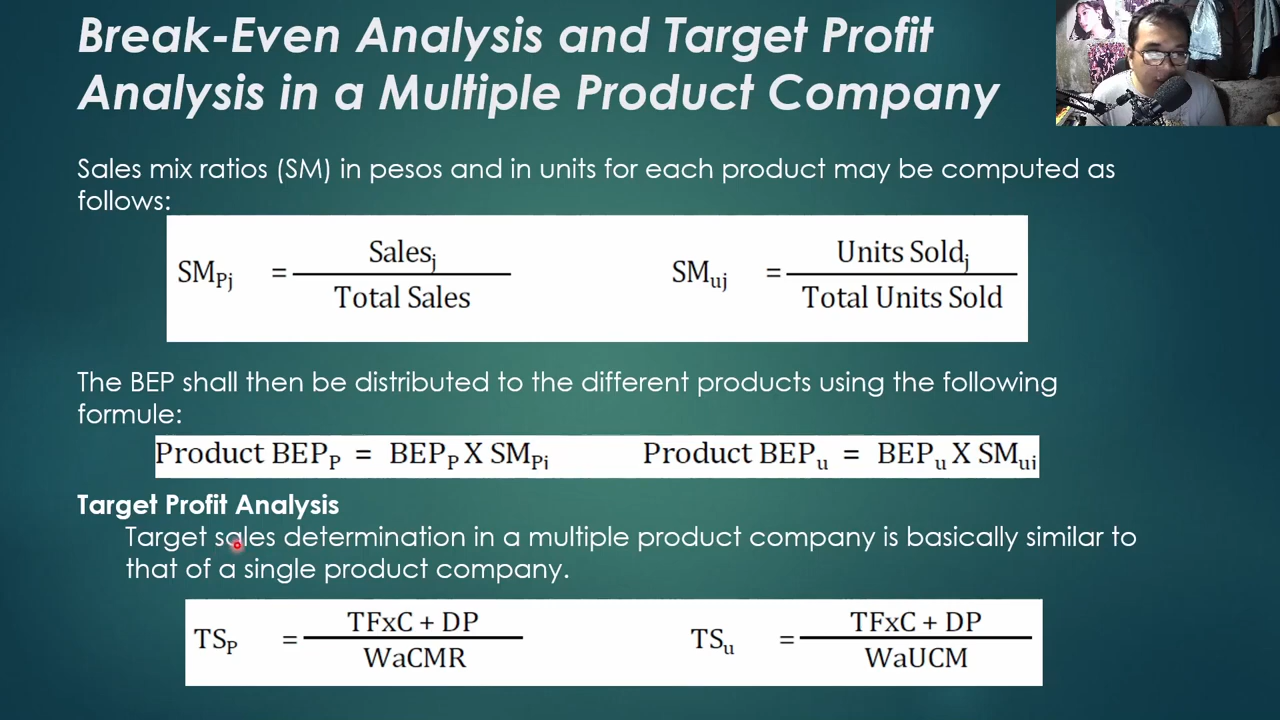 Break-Even Analysis and Target Profit
Analysis in a Multiple Product Company
Sales mix ratios (SM) in pesos and in units for each product may be computed as
follows:
SMPj = Salesj / Total Sales
SMuj = Units Soldj / Total Units Sold
The BEP shall then be distributed to the different products using the following
formule:
Product BEPP = BEPP X SMPj
Product BEPu = BEPu X SMuj
Target Profit Analysis
Target sales determination in a multiple product company is basically similar to
that of a single product company.
TSP = TFxC + DP / WaCMR
TSu = TFxC + DP / WaUCM